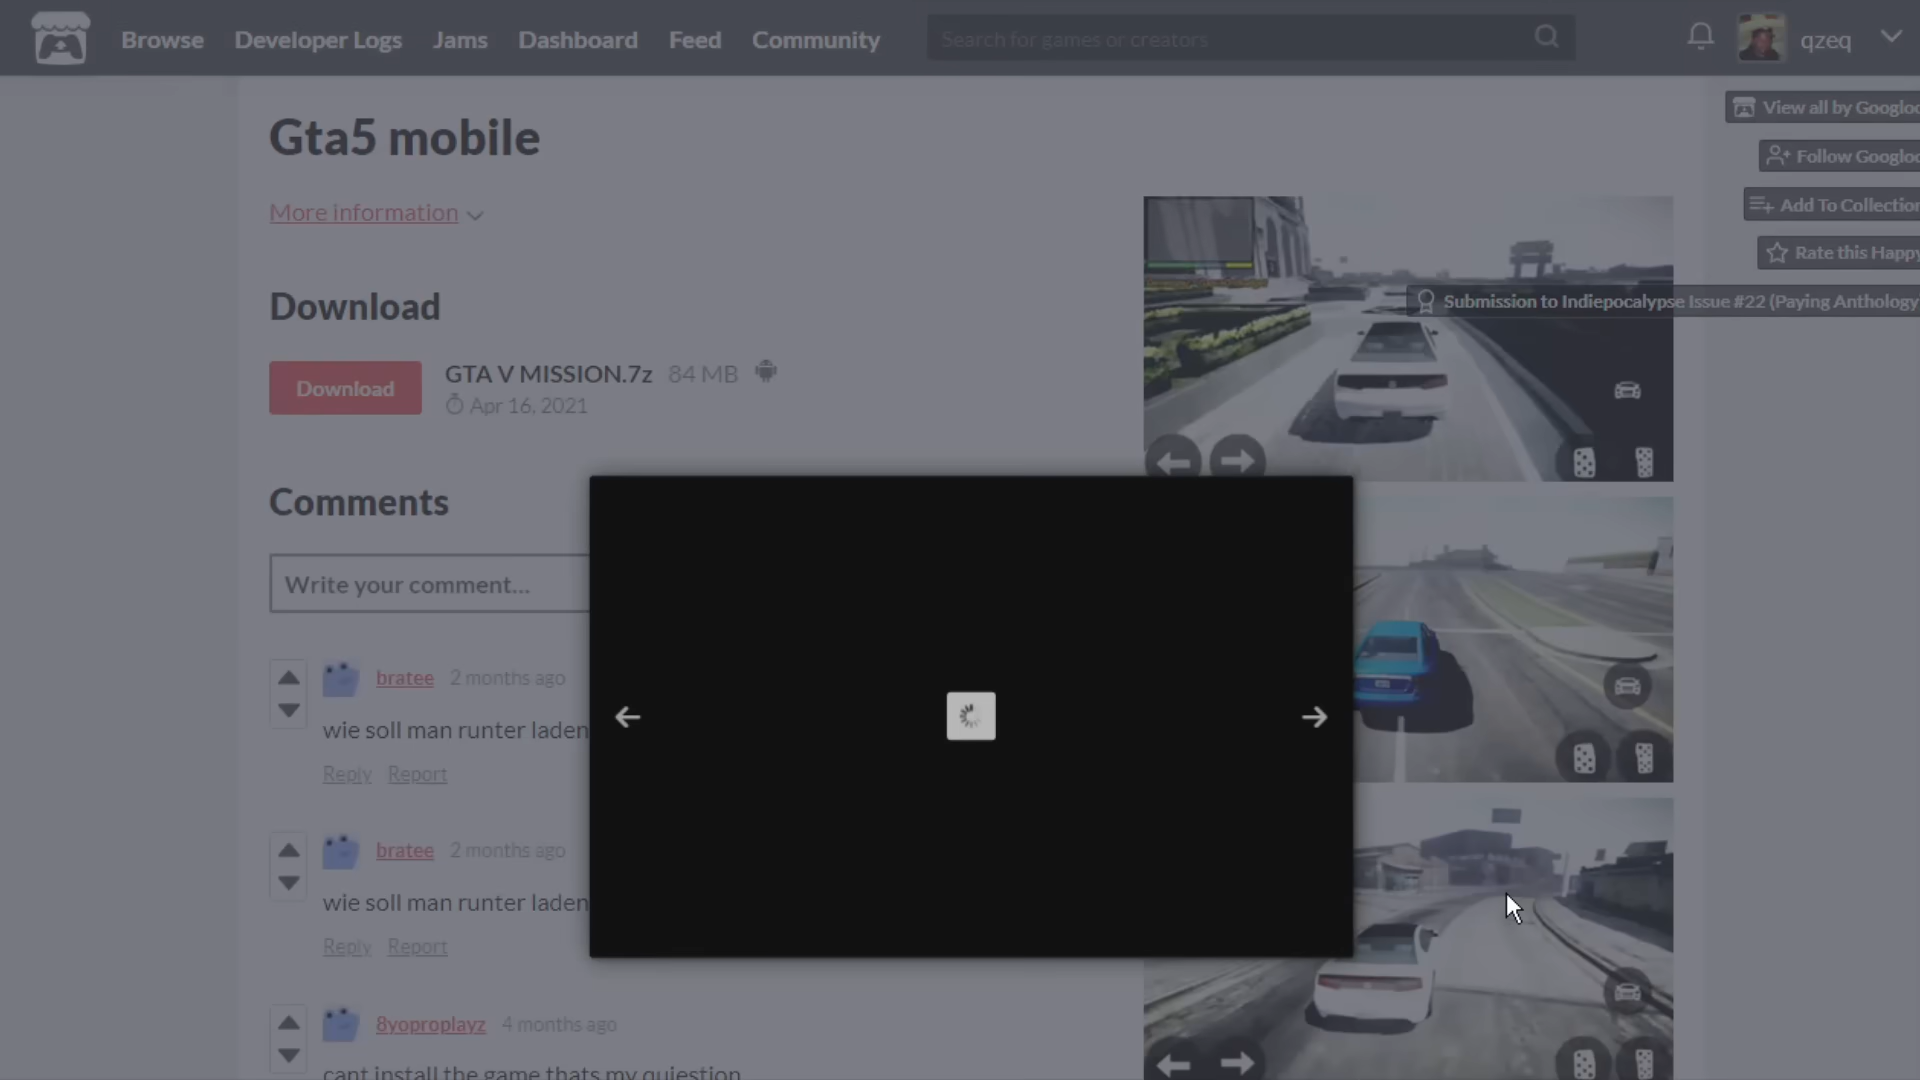 Browse Developer Logs Jams Dashboard Feed Community Search for games or creators qzeq
Gta5 mobile
View all by Googloo
Follow Googloo
Add To Collection
Rate this Happy
Submission to Indiepocalypse Issue #22 (Paying Anthology
More information
Download
Download GTA V MISSION.7z 84 MB
Apr 16, 2021
Comments
Write your comment...
bratee 2 months ago
wie soll man runter laden
Reply Report
bratee 2 months ago
wie soll man runter laden
Reply Report
8yoproplayz 4 months ago
cant install the game thats my quiestion